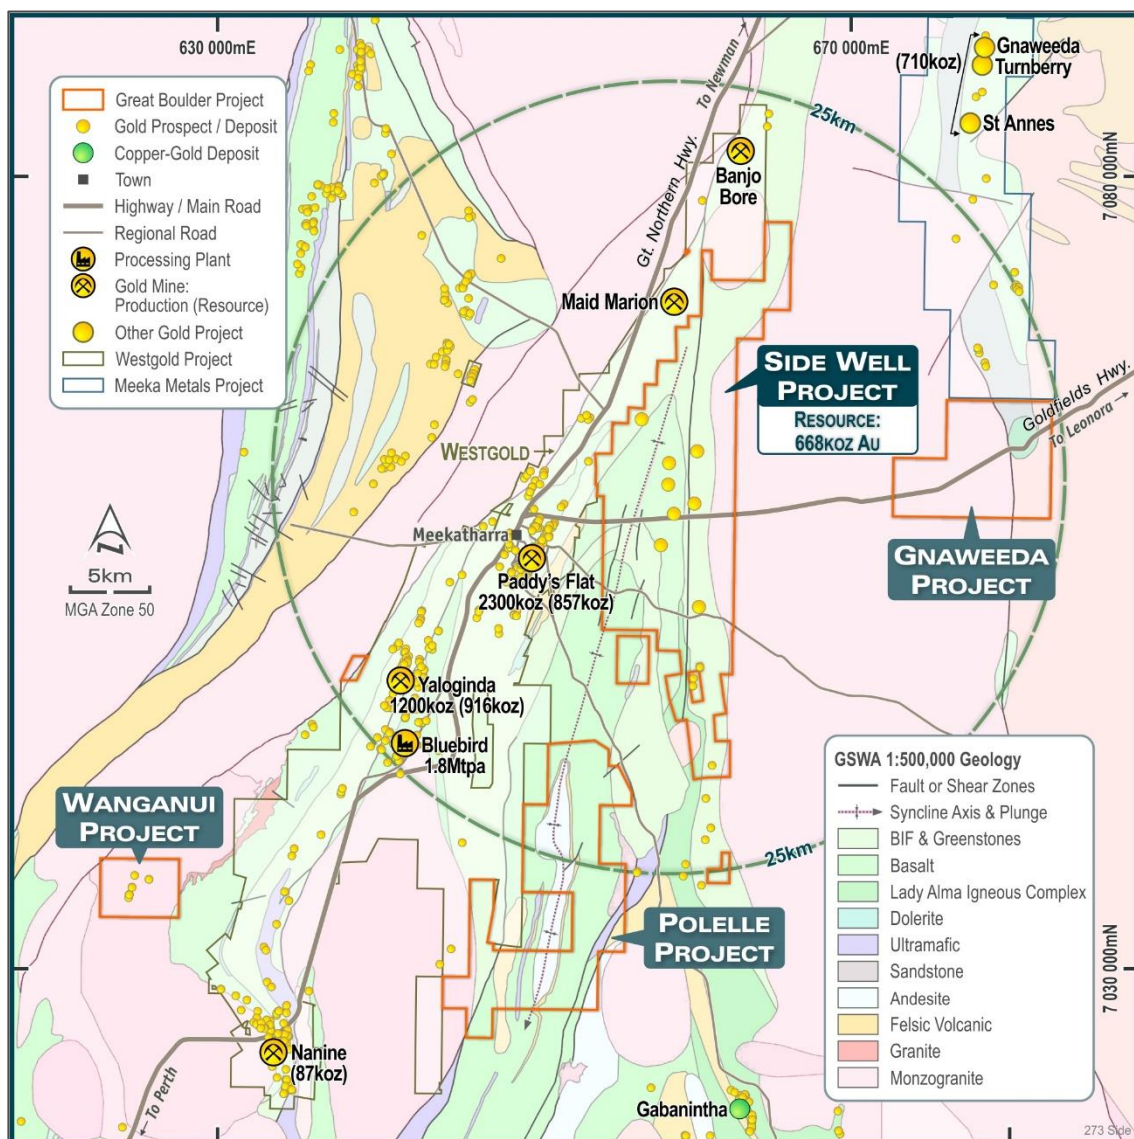 630 000mE
670 000mE
To Newman
Gnaweeda
Turnberry
(710koz)
St Annes
Great Boulder Project
Gold Prospect / Deposit
Copper-Gold Deposit
Town
Highway / Main Road
Regional Road
Processing Plant
Gold Mine:
Production (Resource)
Other Gold Project
Westgold Project
Meeka Metals Project
25km
Banjo
Bore
7 080 000mN
Gt. Northern Hwy.
Maid Marion
SIDE WELL
PROJECT
RESOURCE:
668KOZ AU
Goldfields Hwy.
To Leonora
WESTGOLD
Meekatharra
N
5km
MGA Zone 50
Paddy's Flat
2300koz (857koz)
GNAWEEDA
PROJECT
Yaloginda
1200koz (916koz)
Bluebird
1.8Mtpa
WANGANUI
PROJECT
25km
POLELLE
PROJECT
GSWA 1:500,000 Geology
Fault or Shear Zones
Syncline Axis & Plunge
BIF & Greenstones
Basalt
Lady Alma Igneous Complex
Dolerite
Ultramafic
Sandstone
Andesite
Felsic Volcanic
Granite
Monzogranite
7 030 000mN
Nanine
(87koz)
To Perth
Gabanintha
273 Side